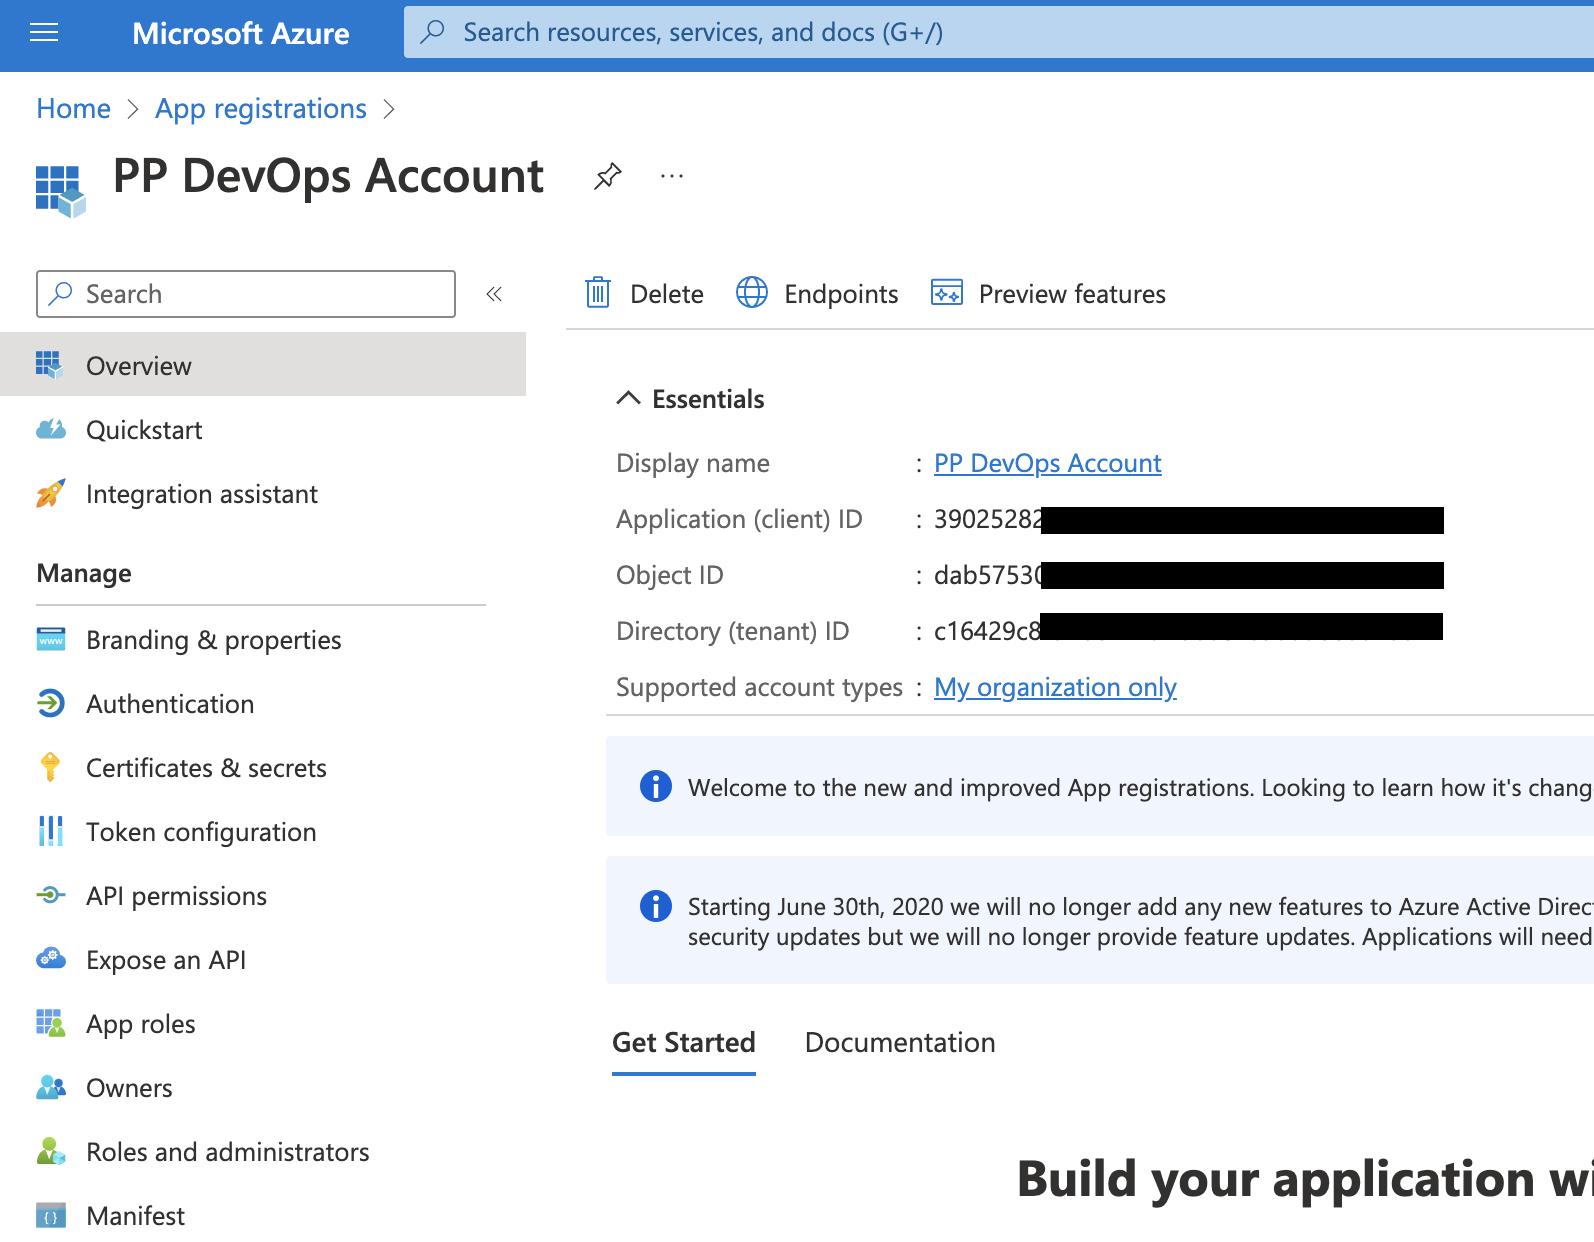 Microsoft Azure
Search resources, services, and docs (G+/)
Home > App registrations >
PP DevOps Account
Search
Delete
Endpoints
Preview features
Overview
Quickstart
Integration assistant
Manage
Branding & properties
Authentication
Certificates & secrets
Token configuration
API permissions
Expose an API
App roles
Owners
Roles and administrators
Manifest
Essentials
Display name : PP DevOps Account
Application (client) ID : 39025282
Object ID : dab57530
Directory (tenant) ID : c16429c8
Supported account types : My organization only
Welcome to the new and improved App registrations. Looking to learn how it's chang
Starting June 30th, 2020 we will no longer add any new features to Azure Active Direc
security updates but we will no longer provide feature updates. Applications will need
Get Started
Documentation
Build your application wi